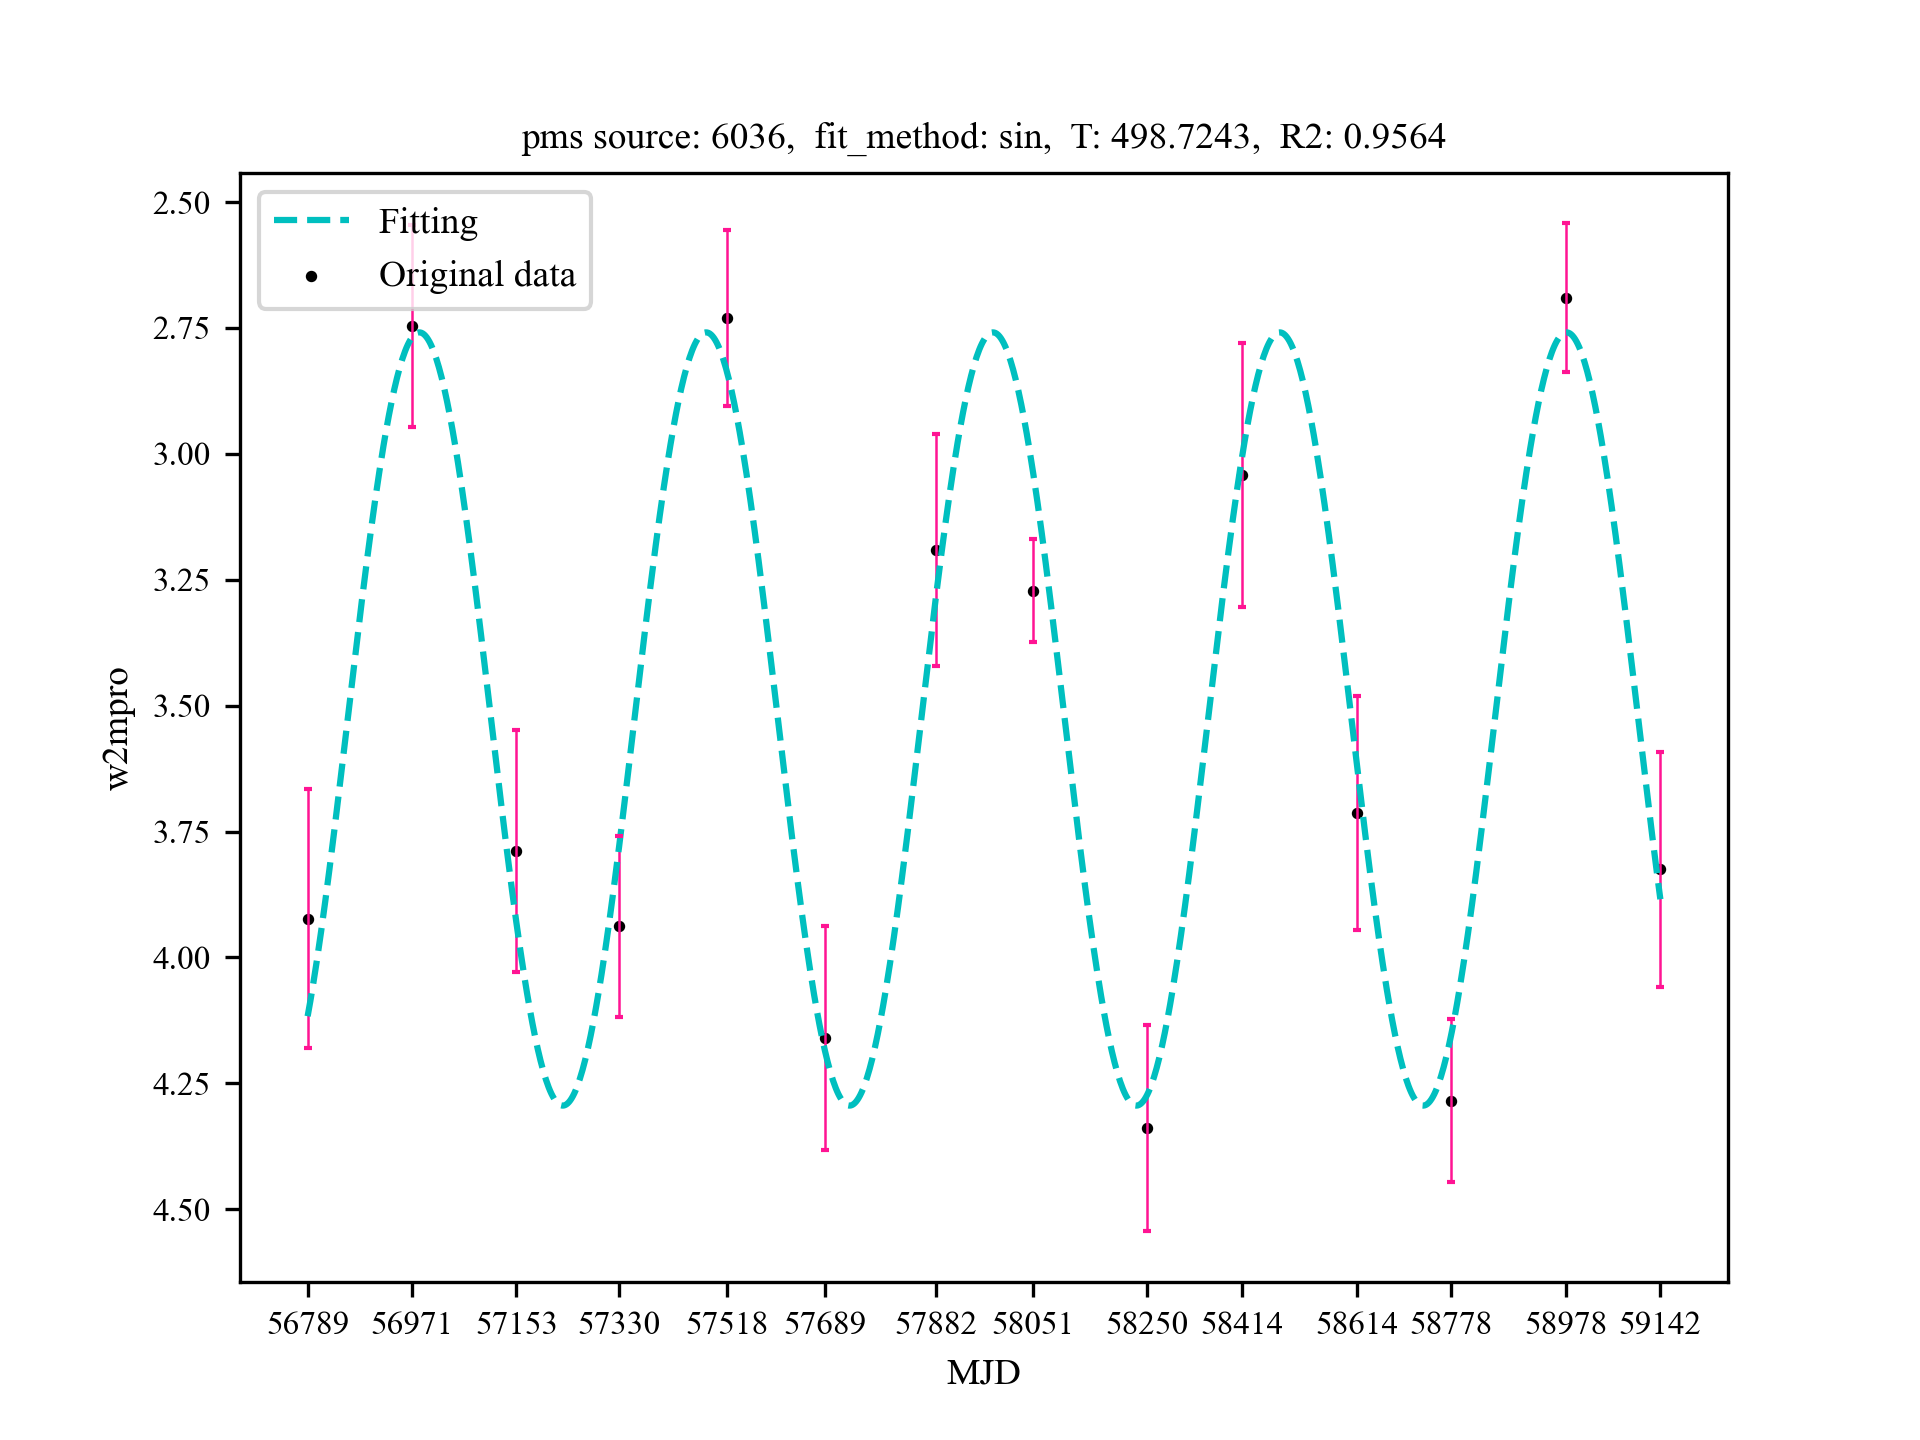 pms source: 6036,  fit_method: sin,  T: 498.7243,  R2: 0.9564
Fitting
Original data
2.50
2.75
3.00
3.25
3.50
3.75
4.00
4.25
4.50
w2mpro
56789 56971 57153 57330 57518 57689 57882 58051 58250 58414 58614 58778 58978 59142
MJD